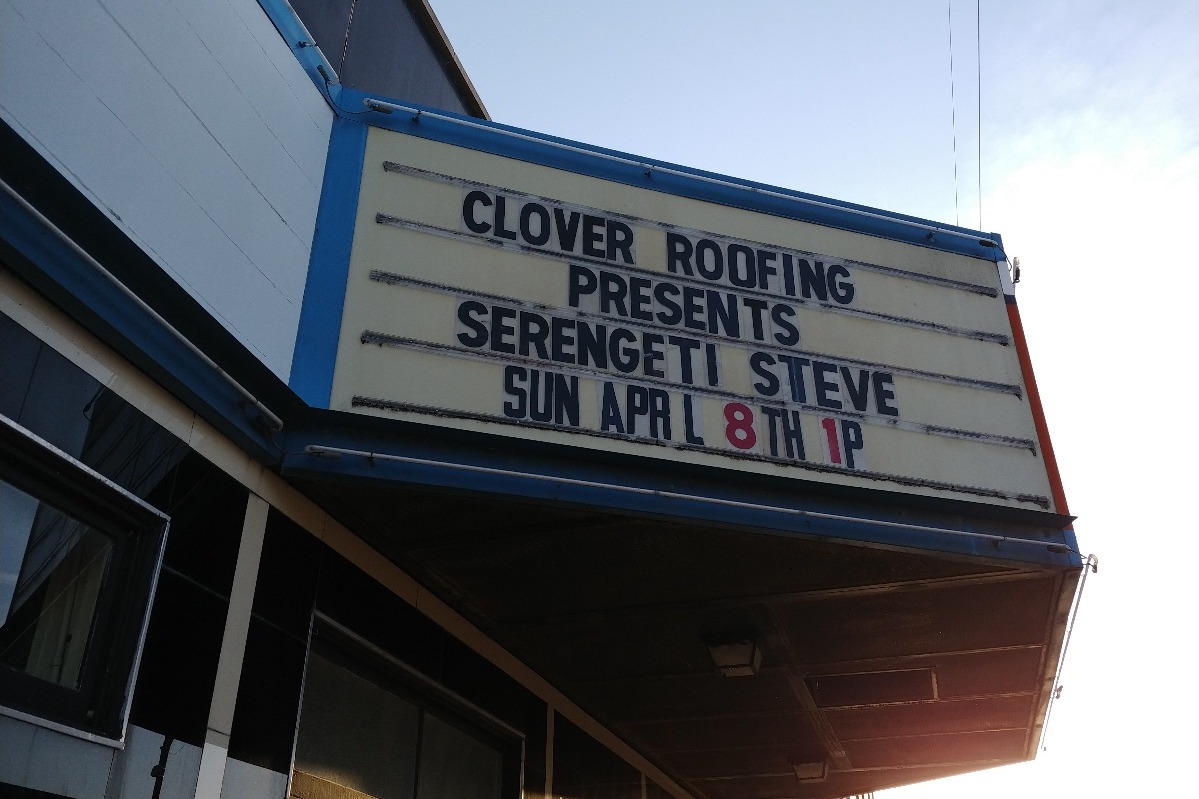 CLOVER ROOFING
PRESENTS
SERENGETI STEVE
SUN APR L 8TH 1P